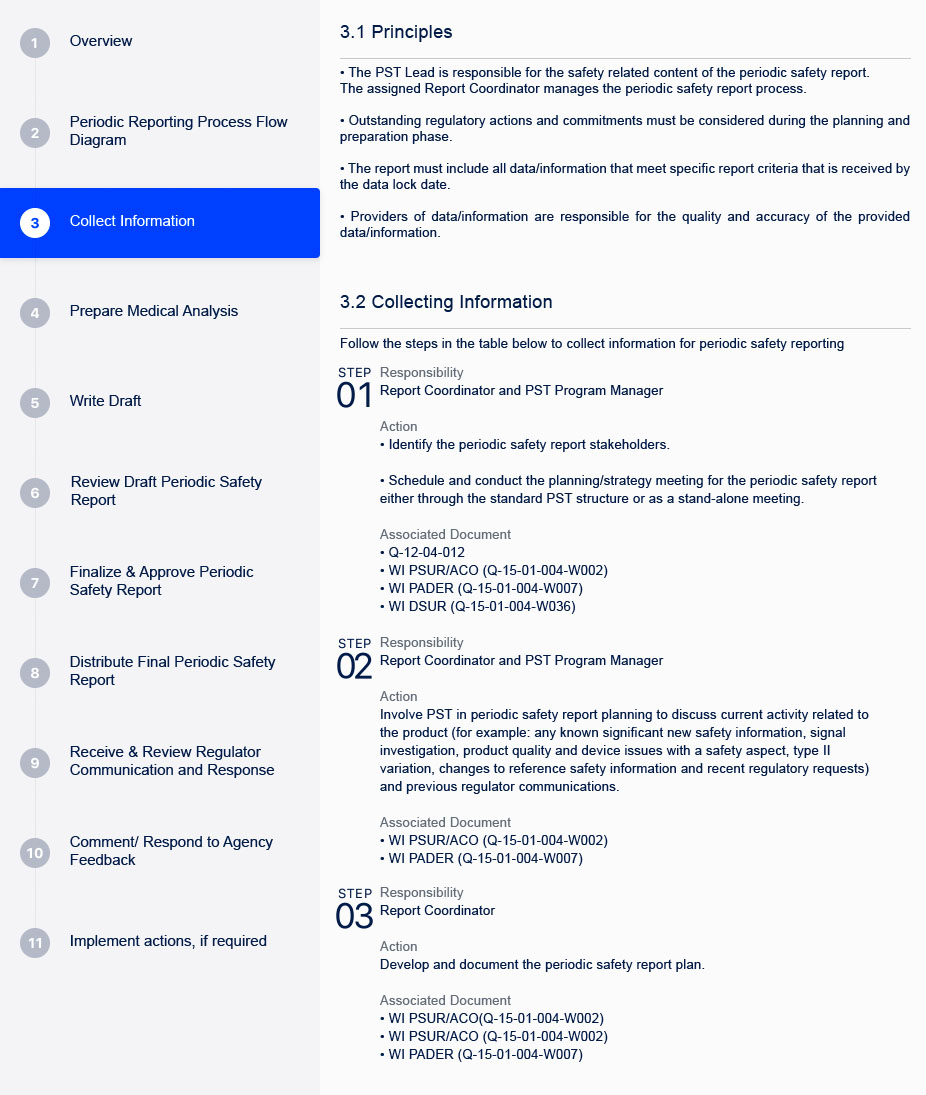 1
Overview
2
Periodic Reporting Process Flow
Diagram
3
Collect Information
4
Prepare Medical Analysis
5
Write Draft
6
Review Draft Periodic Safety
Report
7
Finalize & Approve Periodic
Safety Report
8
Distribute Final Periodic Safety
Report
9
Receive & Review Regulator
Communication and Response
10
Comment/ Respond to Agency
Feedback
11
Implement actions, if required
3.1 Principles
• The PST Lead is responsible for the safety related content of the periodic safety report.
The assigned Report Coordinator manages the periodic safety report process.
• Outstanding regulatory actions and commitments must be considered during the planning and
preparation phase.
• The report must include all data/information that meet specific report criteria that is received by
the data lock date.
• Providers of data/information are responsible for the quality and accuracy of the provided
data/information.
3.2 Collecting Information
Follow the steps in the table below to collect information for periodic safety reporting
STEP
01
Responsibility
Report Coordinator and PST Program Manager
Action
• Identify the periodic safety report stakeholders.
• Schedule and conduct the planning/strategy meeting for the periodic safety report
either through the standard PST structure or as a stand-alone meeting.
Associated Document
• Q-12-04-012
• WI PSUR/ACO (Q-15-01-004-W002)
• WI PADER (Q-15-01-004-W007)
• WI DSUR (Q-15-01-004-W036)
STEP
02
Responsibility
Report Coordinator and PST Program Manager
Action
Involve PST in periodic safety report planning to discuss current activity related to
the product (for example: any known significant new safety information, signal
investigation, product quality and device issues with a safety aspect, type II
variation, changes to reference safety information and recent regulatory requests)
and previous regulator communications.
Associated Document
• WI PSUR/ACO (Q-15-01-004-W002)
• WI PADER (Q-15-01-004-W007)
STEP
03
Responsibility
Report Coordinator
Action
Develop and document the periodic safety report plan.
Associated Document
• WI PSUR/ACO(Q-15-01-004-W002)
• WI PSUR/ACO (Q-15-01-004-W002)
• WI PADER (Q-15-01-004-W007)